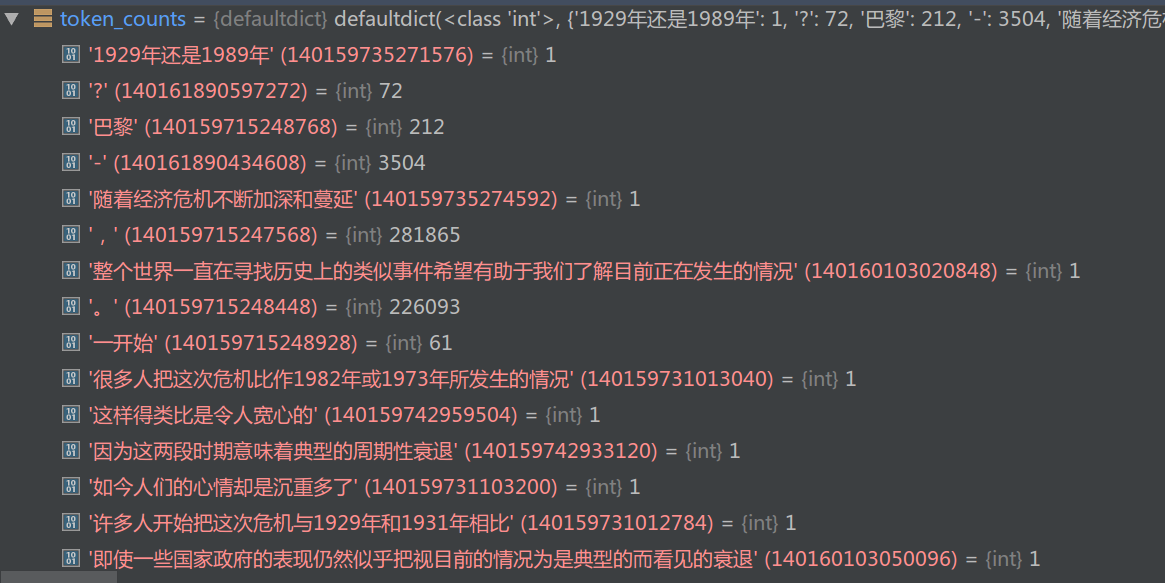 token_counts = {defaultdict} defaultdict(<class 'int'>, {'1929年还是1989年': 1, '?': 72, '巴黎': 212, '-': 3504, '随着经济危
'1929年还是1989年' (140159735271576) = {int} 1
'?' (140161890597272) = {int} 72
'巴黎' (140159715248768) = {int} 212
'-' (140161890434608) = {int} 3504
'随着经济危机不断加深和蔓延' (140159735274592) = {int} 1
'，' (140159715247568) = {int} 281865
'整个世界一直在寻找历史上的类似事件希望有助于我们了解目前正在发生的情况' (140160103020848) = {int} 1
'。' (140159715248448) = {int} 226093
'一开始' (140159715248928) = {int} 61
'很多人把这次危机比作1982年或1973年所发生的情况' (140159731013040) = {int} 1
'这样得类比是令人宽心的' (140159742959504) = {int} 1
'因为这两段时期意味着典型的周期性衰退' (140159742933120) = {int} 1
'如今人们的心情却是沉重多了' (140159731103200) = {int} 1
'许多人开始把这次危机与1929年和1931年相比' (140159731012784) = {int} 1
'即使一些国家政府的表现仍然似乎把视目前的情况为是典型的而看见的衰退' (140160103050096) = {int} 1